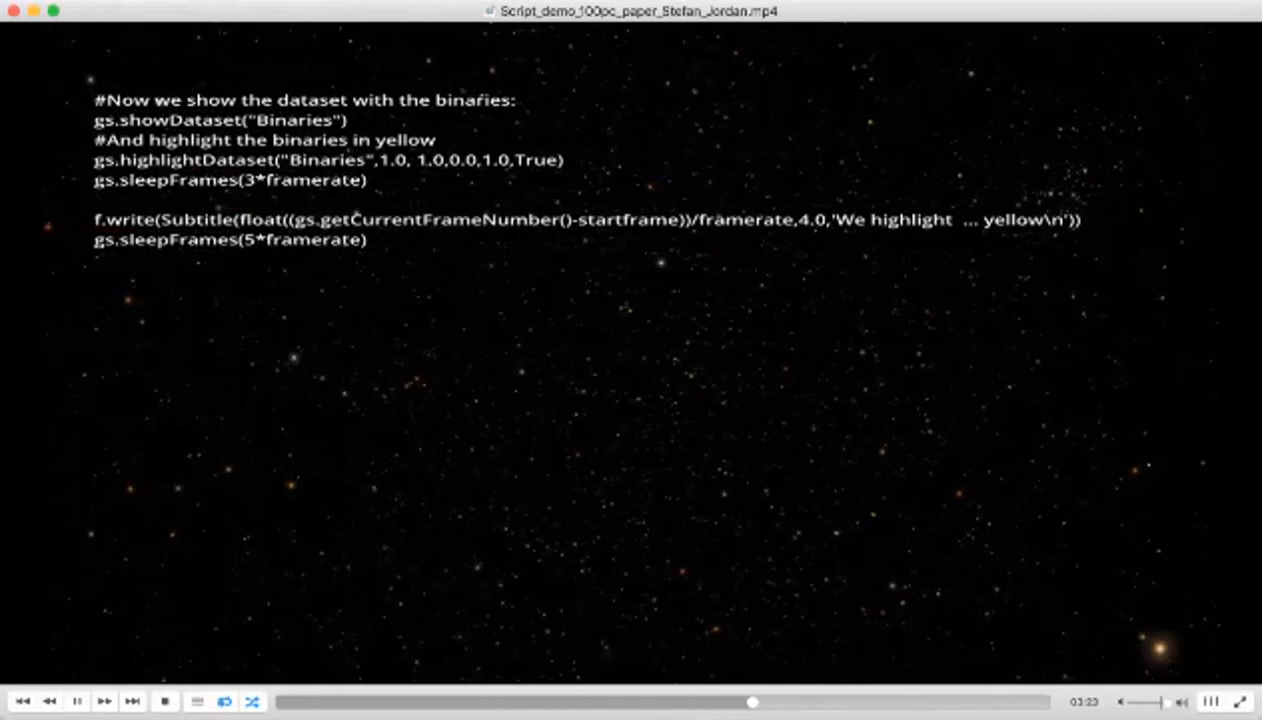 Script_demo_100pc_paper_Stefan_Jordan.mp4
#Now we show the dataset with the binaries:
gs.showDataset("Binaries")
#And highlight the binaries in yellow
gs.highlightDataset("Binaries",1.0, 1.0,0.0,1.0,True)
gs.sleepFrames(3*framerate)
f.write(Subtitle(float((gs.getCurrentFrameNumber()-startframe))/framerate,4.0,'We highlight  ... yellow\n'))
gs.sleepFrames(5*framerate)
03:23